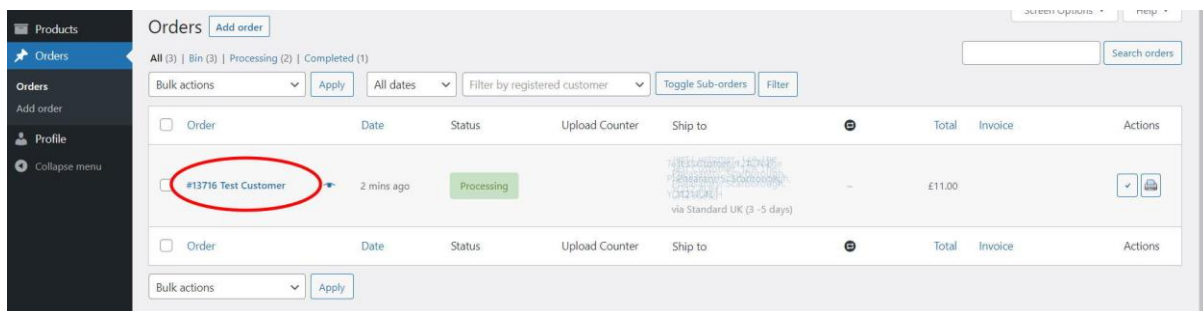 Products
Orders
Orders
Add order
Profile
Collapse menu
Screen Options Help
Orders Add order
All (3) | Bin (3) | Processing (2) | Completed (1)
Search orders
Bulk actions Apply All dates Filter by registered customer Toggle Sub-orders Filter
Order Date Status Upload Counter Ship to Total Invoice Actions
#13716 Test Customer 2 mins ago Processing £11.00
via Standard UK (3 -5 days)
Order Date Status Upload Counter Ship to Total Invoice Actions
Bulk actions Apply